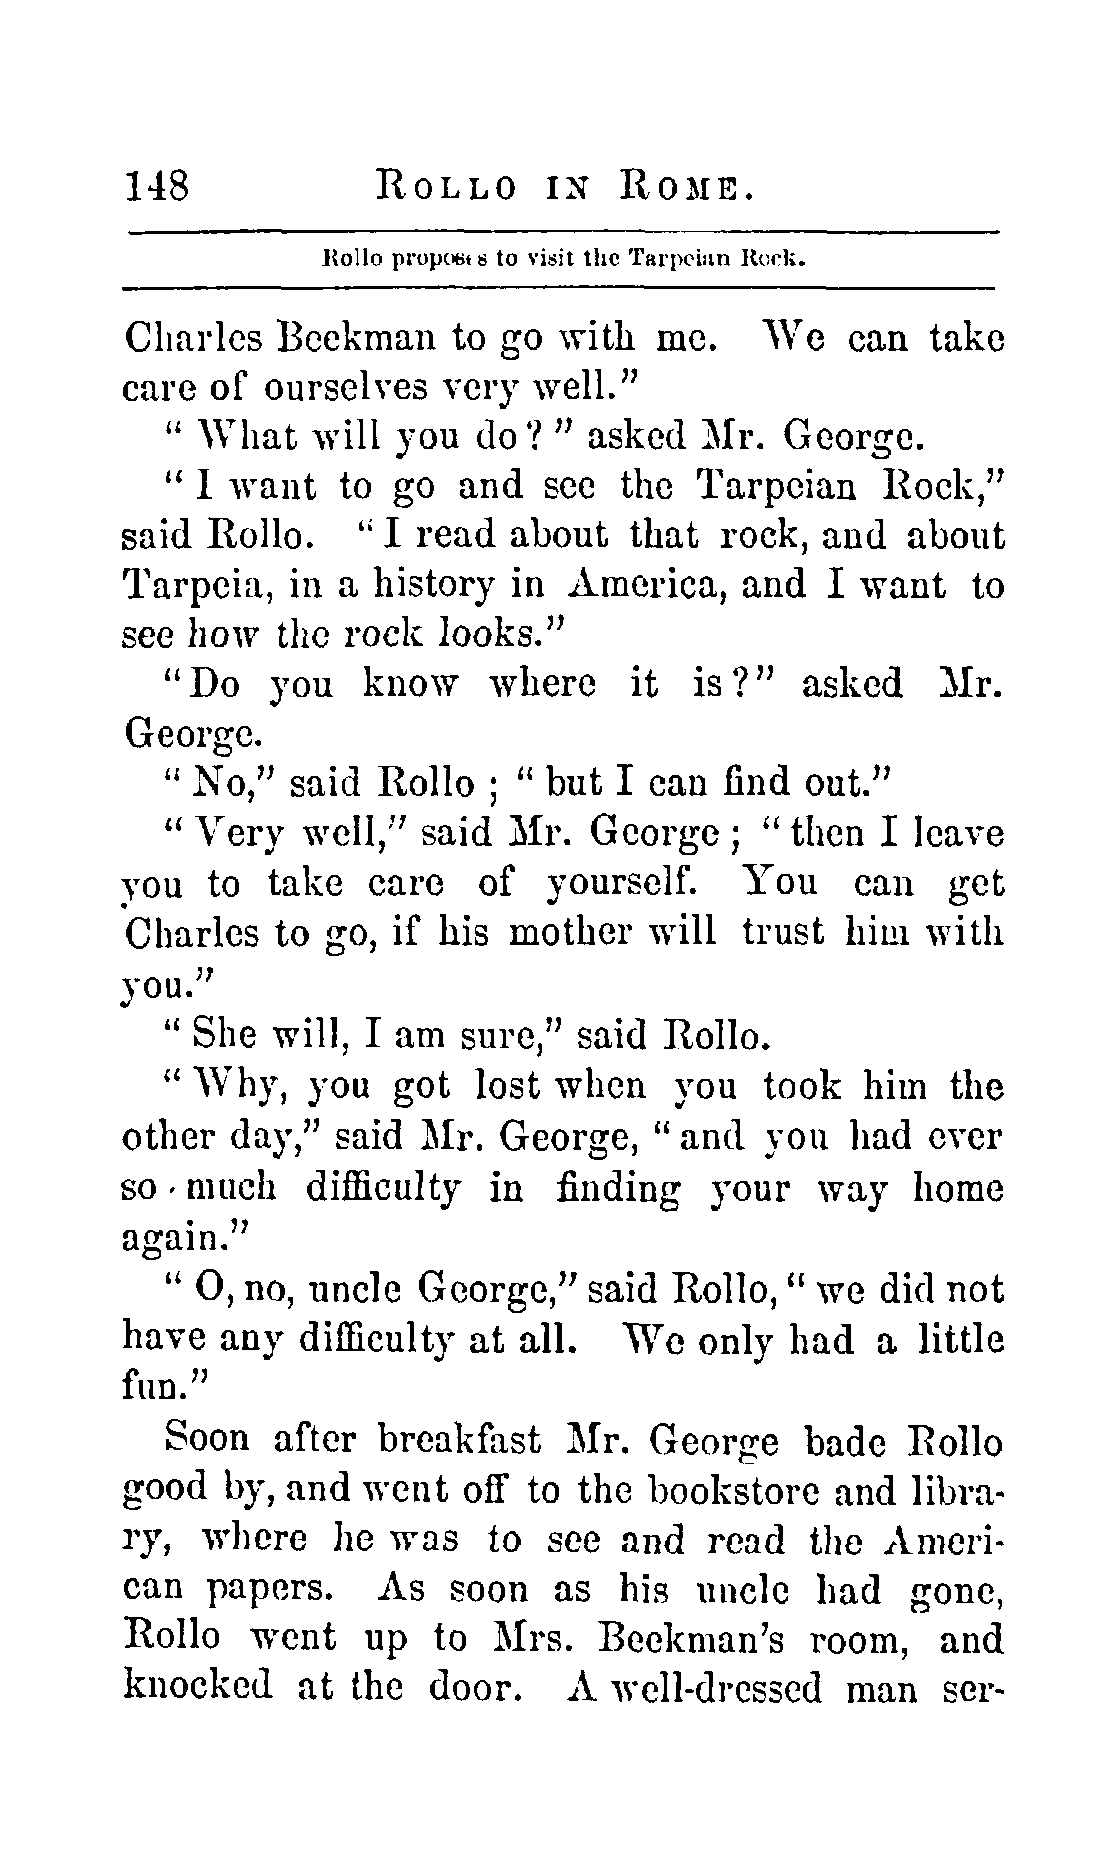 148 ROLLO IN ROME.
Rollo proposes to visit the Tarpeian Rock.
Charles Beekman to go with me. We can take
care of ourselves very well."
" What will you do ? " asked Mr. George.
" I want to go and see the Tarpeian Rock,"
said Rollo. " I read about that rock, and about
Tarpeia, in a history in America, and I want to
see how the rock looks."
" Do you know where it is ? " asked Mr.
George.
" No," said Rollo ; " but I can find out."
" Very well," said Mr. George ; " then I leave
you to take care of yourself. You can get
Charles to go, if his mother will trust him with
you."
" She will, I am sure," said Rollo.
" Why, you got lost when you took him the
other day," said Mr. George, " and you had ever
so much difficulty in finding your way home
again."
" O, no, uncle George," said Rollo, " we did not
have any difficulty at all. We only had a little
fun."
Soon after breakfast Mr. George bade Rollo
good by, and went off to the bookstore and libra-
ry, where he was to see and read the Ameri-
can papers. As soon as his uncle had gone,
Rollo went up to Mrs. Beekman's room, and
knocked at the door. A well-dressed man ser-